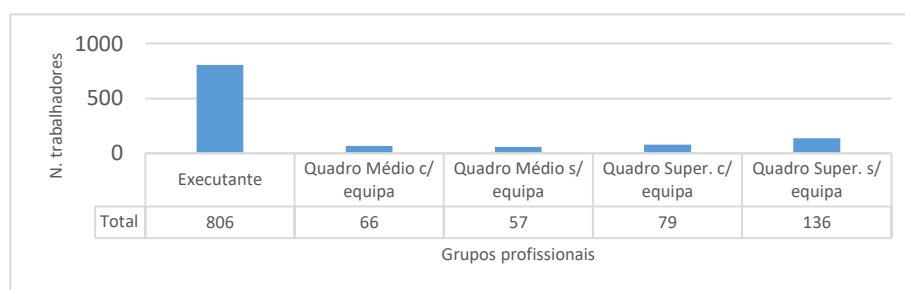 N. trabalhadores
1000
500
0
Executante
Quadro Médio c/
equipa
Quadro Médio s/
equipa
Quadro Super. c/
equipa
Quadro Super. s/
equipa
Total 806 66 57 79 136
Grupos profissionais